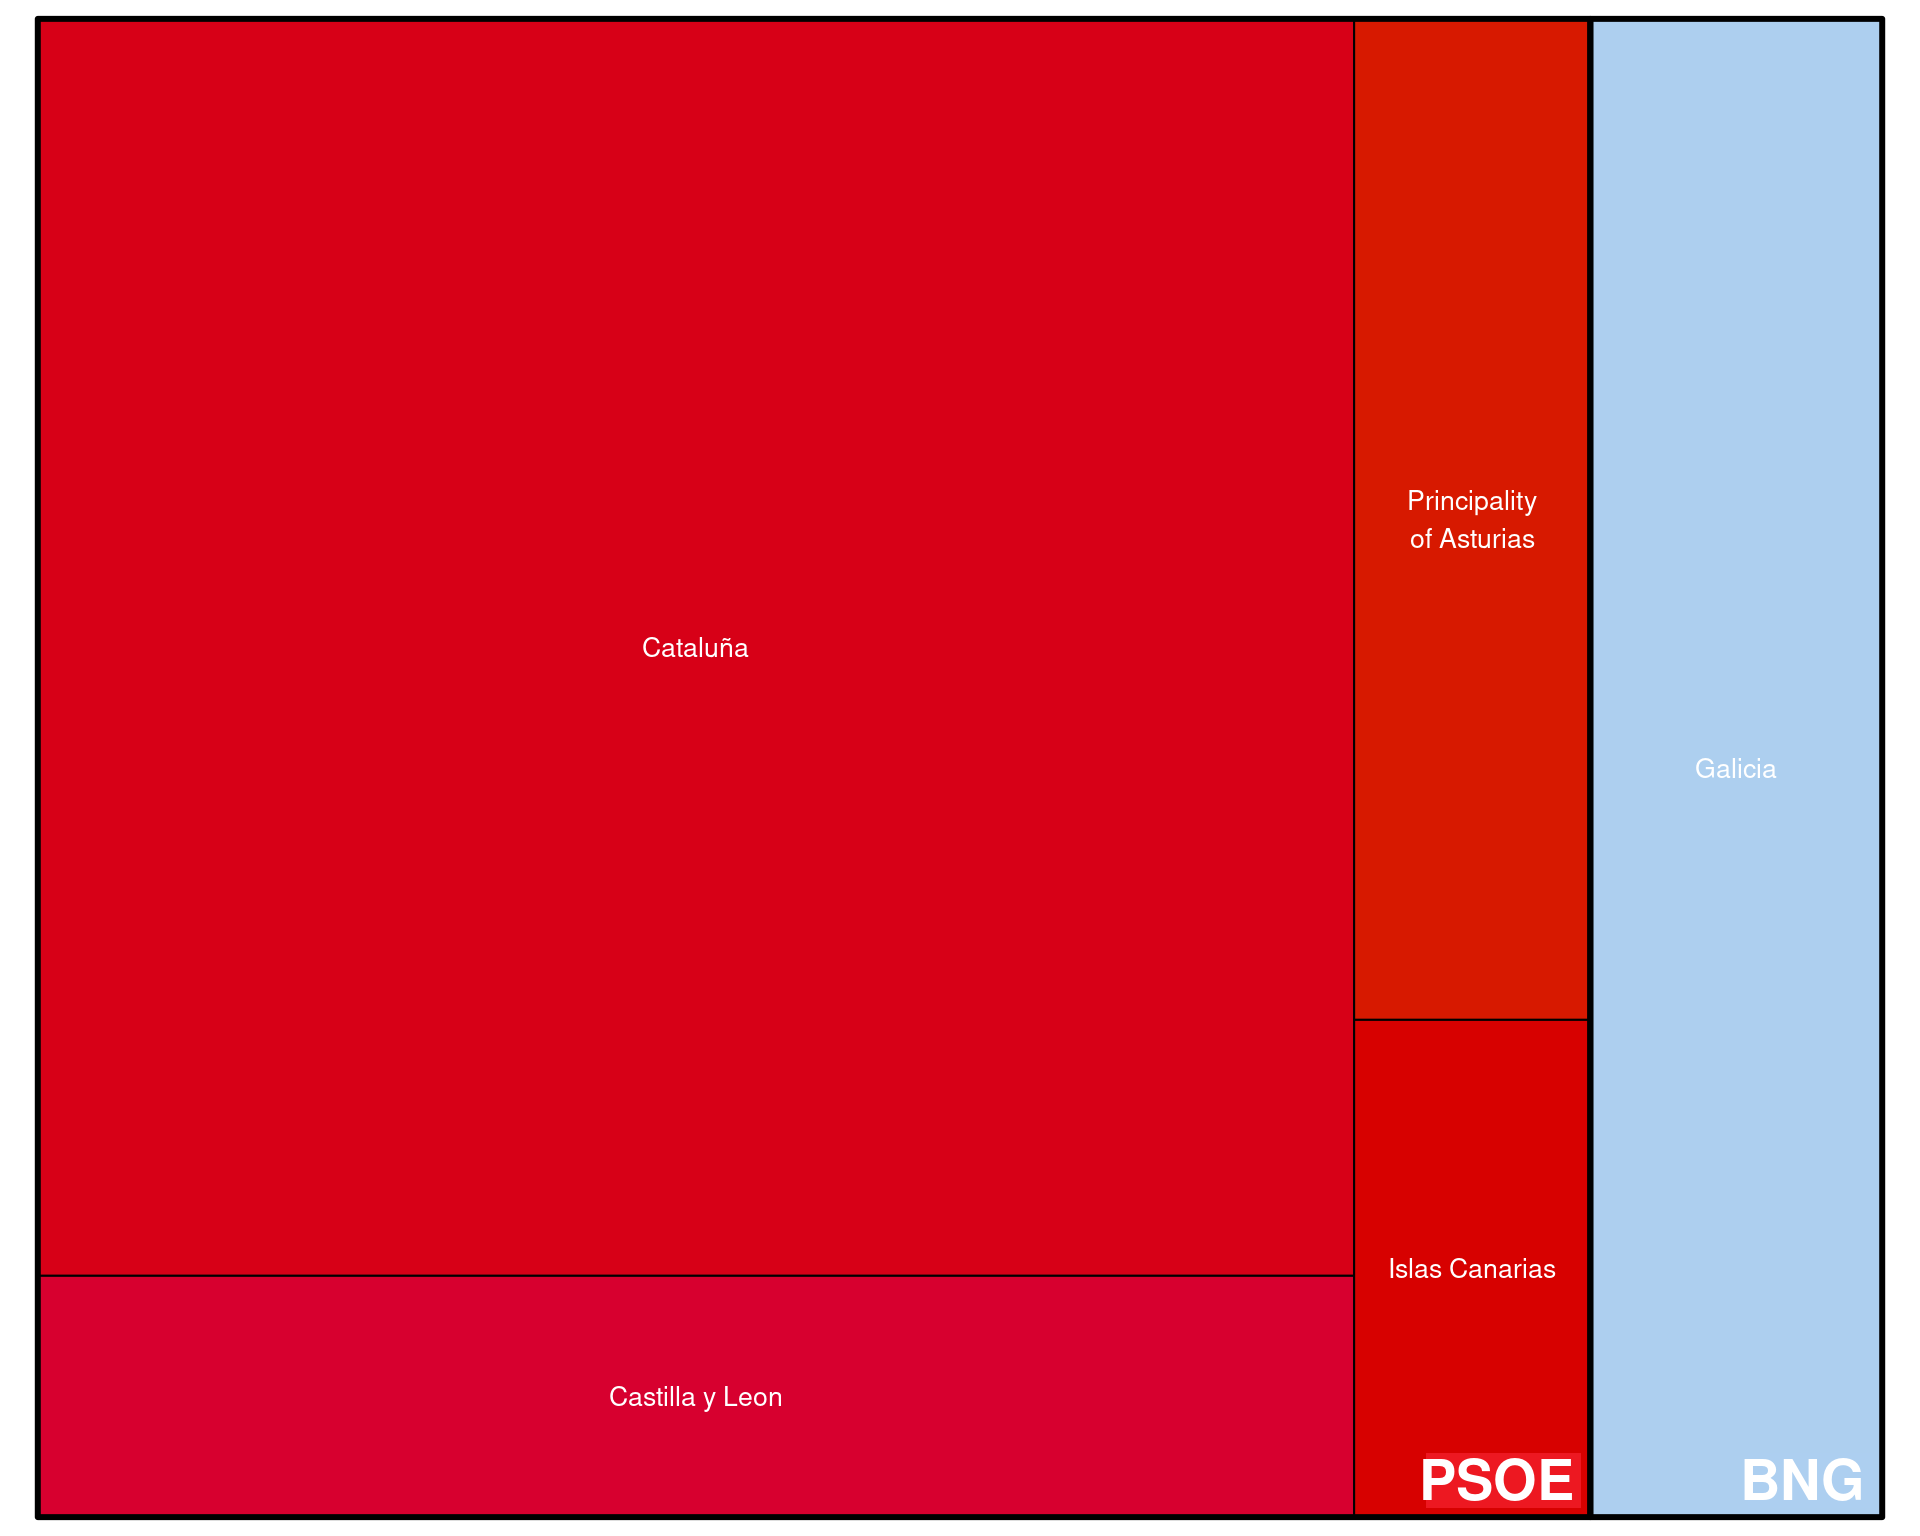 Cataluña
Principality
of Asturias
Galicia
Islas Canarias
Castilla y Leon
PSOE
BNG